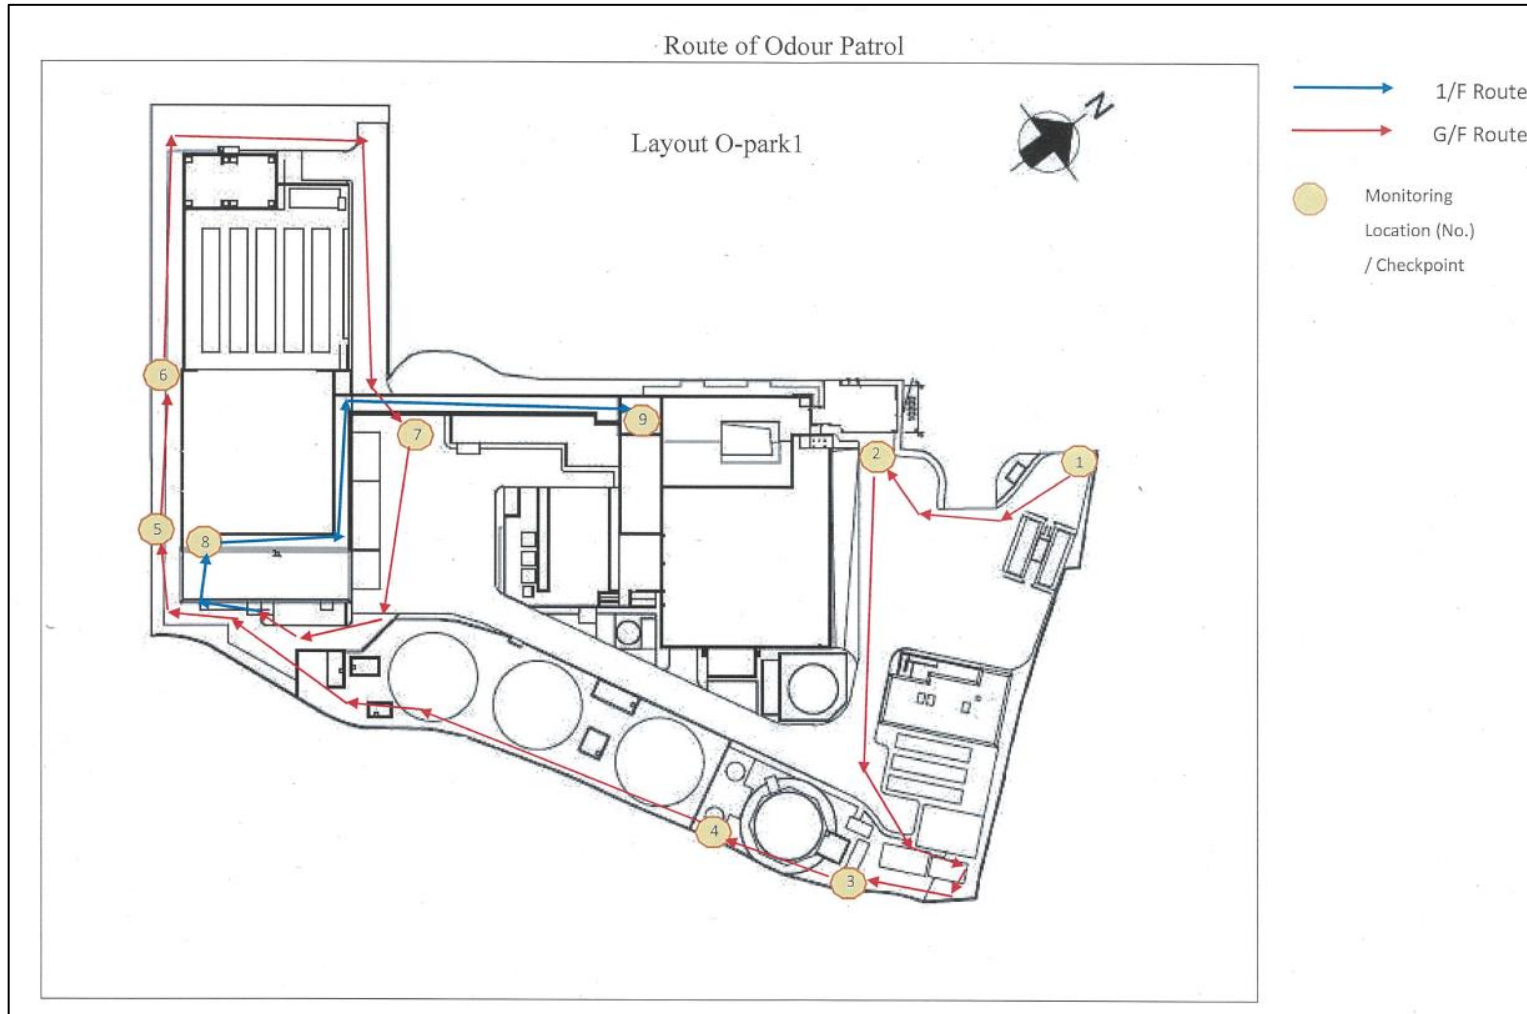 Route of Odour Patrol
Layout O-park1
N
1/F Route
G/F Route
Monitoring
Location (No.)
/ Checkpoint
6
7
9
2
1
5
8
4
3